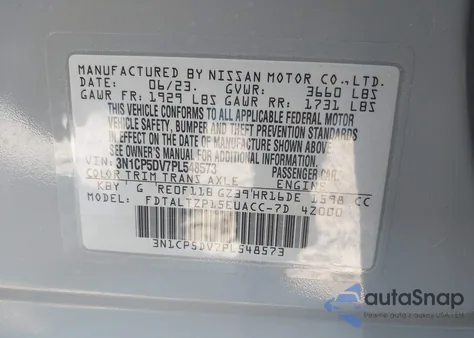 MANUFACTURED BY NISSAN MOTOR CO., LTD.
DATE: 06/23. GVWR: 3660 LBS
GAWR FR: 1929 LBS GAWR RR: 1731 LBS
THIS VEHICLE CONFORMS TO ALL APPLICABLE FEDERAL MOTOR
VEHICLE SAFETY, BUMPER AND THEFT PREVENTION STANDARDS
IN EFFECT ON THE DATE OF MANUFACTURE SHOWN ABOVE.
SEE OWNER'S MANUAL FOR ADDITIONAL INFORMATION.
VIN: 3N1CP5DV7PL548573 PASSENGER CAR
COLOR TRIM TRANS AXLE ENGINE
KBY G RE0F11B GZ39 HR16DE 1598 CC
MODEL: FDTALTZP15EUACC-7D 42000
3N1CP5DV7PL548573
autaSnap